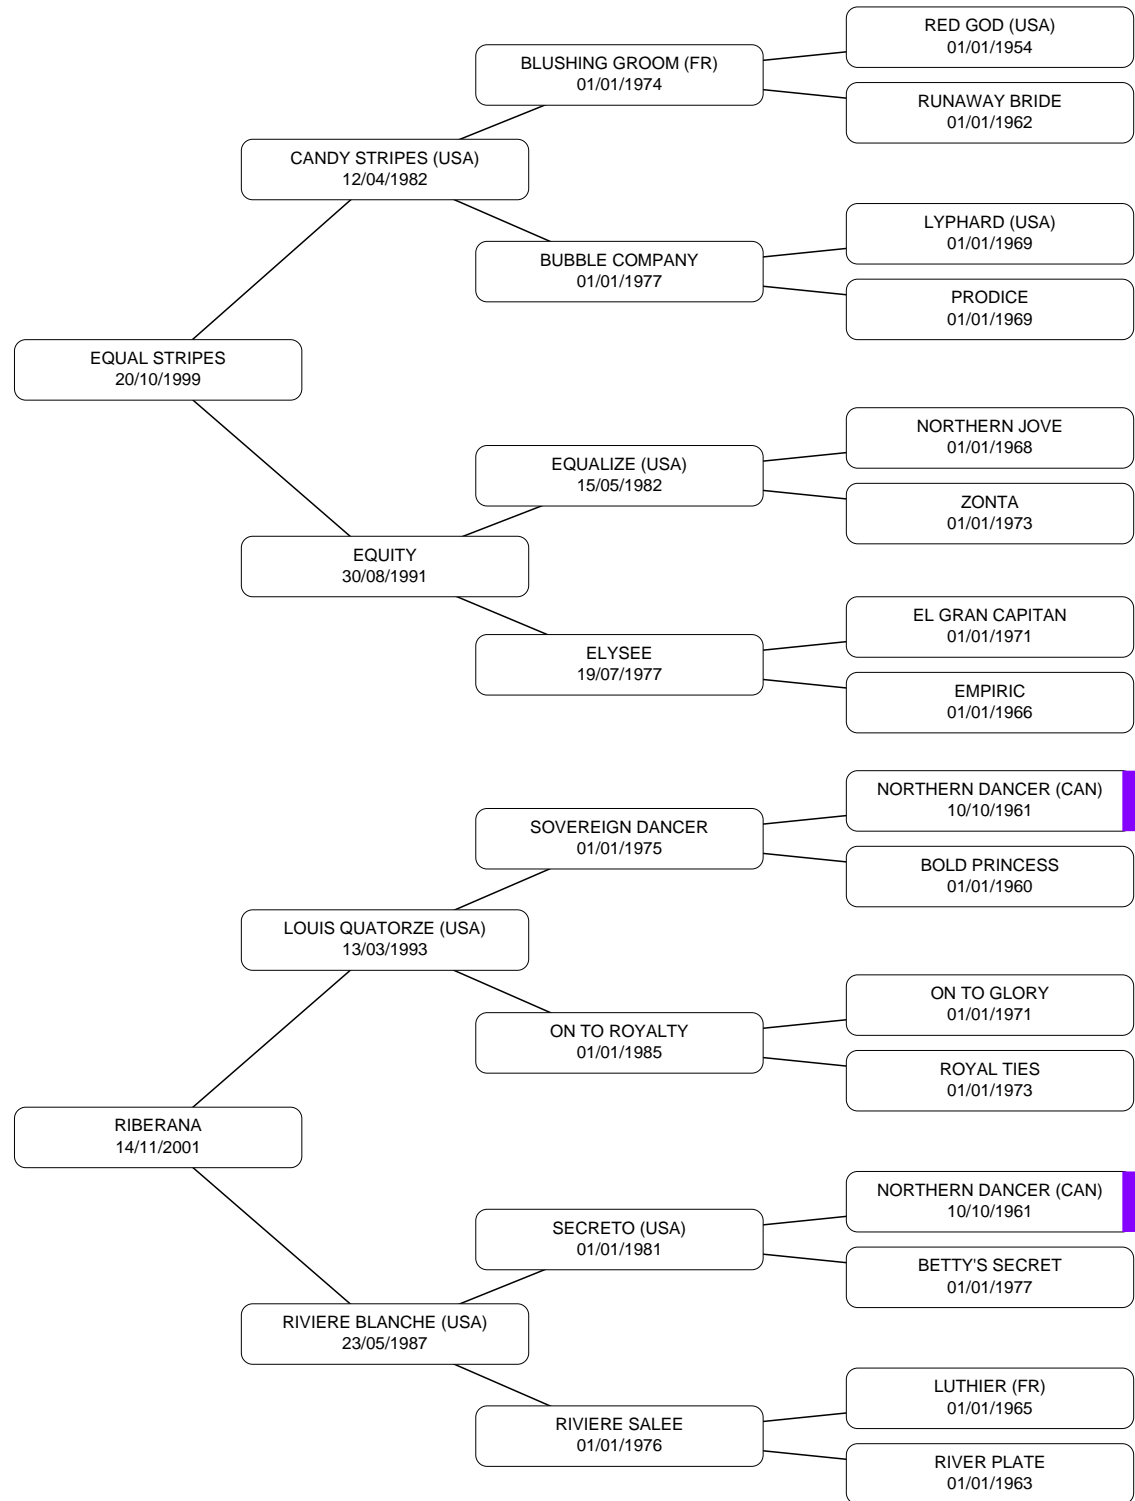 RED GOD (USA)
01/01/1954
BLUSHING GROOM (FR)
01/01/1974
RUNAWAY BRIDE
01/01/1962
CANDY STRIPES (USA)
12/04/1982
LYPHARD (USA)
01/01/1969
BUBBLE COMPANY
01/01/1977
PRODICE
01/01/1969
EQUAL STRIPES
20/10/1999
NORTHERN JOVE
01/01/1968
EQUALIZE (USA)
15/05/1982
ZONTA
01/01/1973
EQUITY
30/08/1991
EL GRAN CAPITAN
01/01/1971
ELYSEE
19/07/1977
EMPIRIC
01/01/1966
NORTHERN DANCER (CAN)
10/10/1961
SOVEREIGN DANCER
01/01/1975
BOLD PRINCESS
01/01/1960
LOUIS QUATORZE (USA)
13/03/1993
ON TO GLORY
01/01/1971
ON TO ROYALTY
01/01/1985
ROYAL TIES
01/01/1973
RIBERANA
14/11/2001
NORTHERN DANCER (CAN)
10/10/1961
SECRETO (USA)
01/01/1981
BETTY'S SECRET
01/01/1977
RIVIERE BLANCHE (USA)
23/05/1987
LUTHIER (FR)
01/01/1965
RIVIERE SALEE
01/01/1976
RIVER PLATE
01/01/1963